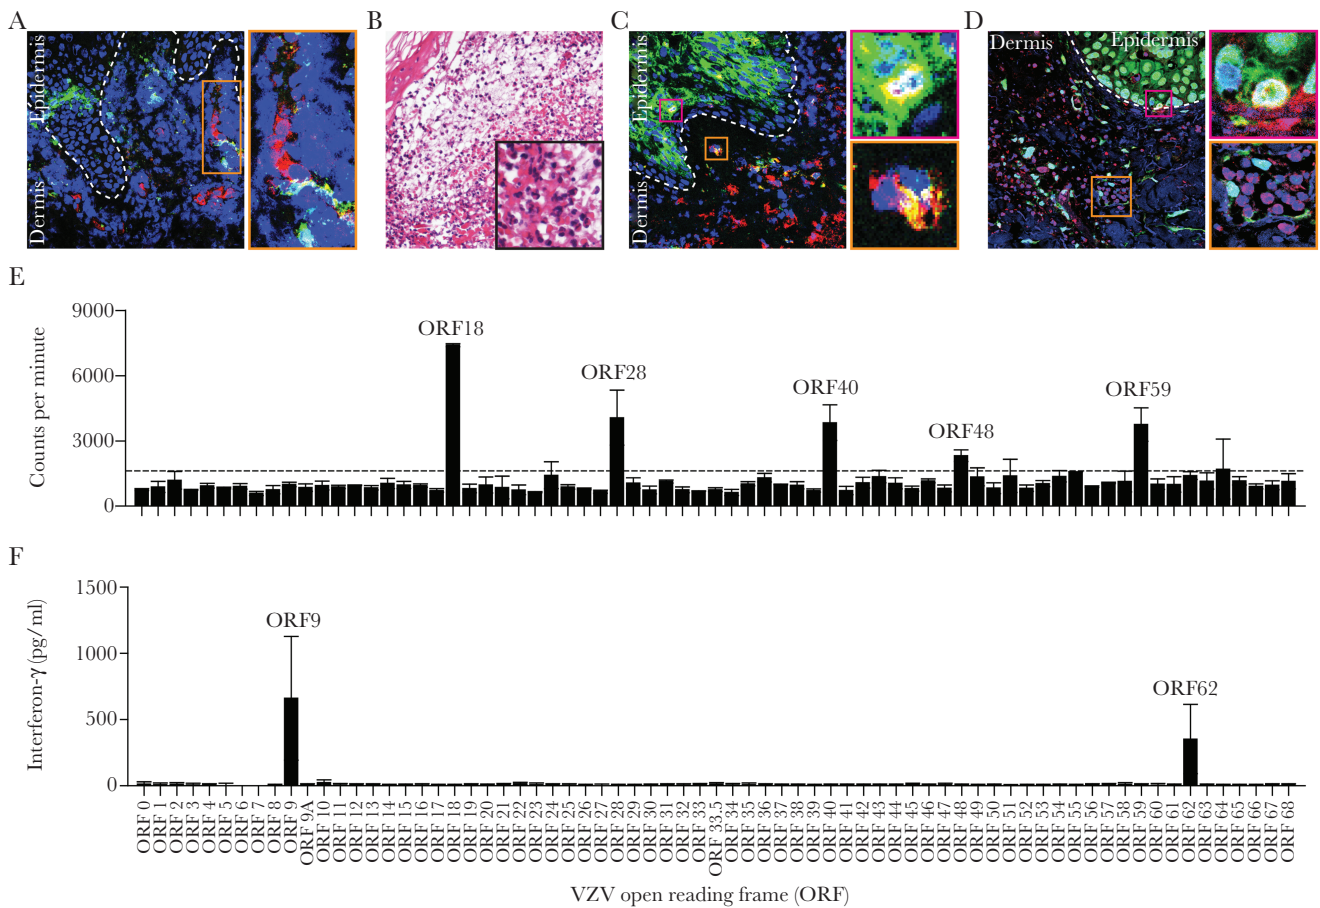 A
B
C
D
Epidermis
Dermis
Epidermis
Dermis
Dermis
Epidermis
E
9000
6000
3000
0
Counts per minute
ORF18
ORF28
ORF40
ORF48
ORF59
F
1500
1000
500
0
Interferon-γ (pg/ml)
ORF9
ORF62
ORF 0
ORF 1
ORF 2
ORF 3
ORF 4
ORF 5
ORF 6
ORF 7
ORF 8
ORF 9
ORF 9A
ORF 10
ORF 11
ORF 12
ORF 13
ORF 14
ORF 15
ORF 16
ORF 17
ORF 18
ORF 19
ORF 20
ORF 21
ORF 22
ORF 23
ORF 24
ORF 25
ORF 26
ORF 27
ORF 28
ORF 29
ORF 30
ORF 31
ORF 32
ORF 33
ORF 33.5
ORF 34
ORF 35
ORF 36
ORF 37
ORF 38
ORF 39
ORF 40
ORF 41
ORF 42
ORF 43
ORF 44
ORF 45
ORF 46
ORF 47
ORF 48
ORF 49
ORF 50
ORF 51
ORF 52
ORF 53
ORF 54
ORF 55
ORF 56
ORF 57
ORF 58
ORF 59
ORF 60
ORF 61
ORF 62
ORF 63
ORF 64
ORF 65
ORF 66
ORF 67
ORF 68
VZV open reading frame (ORF)